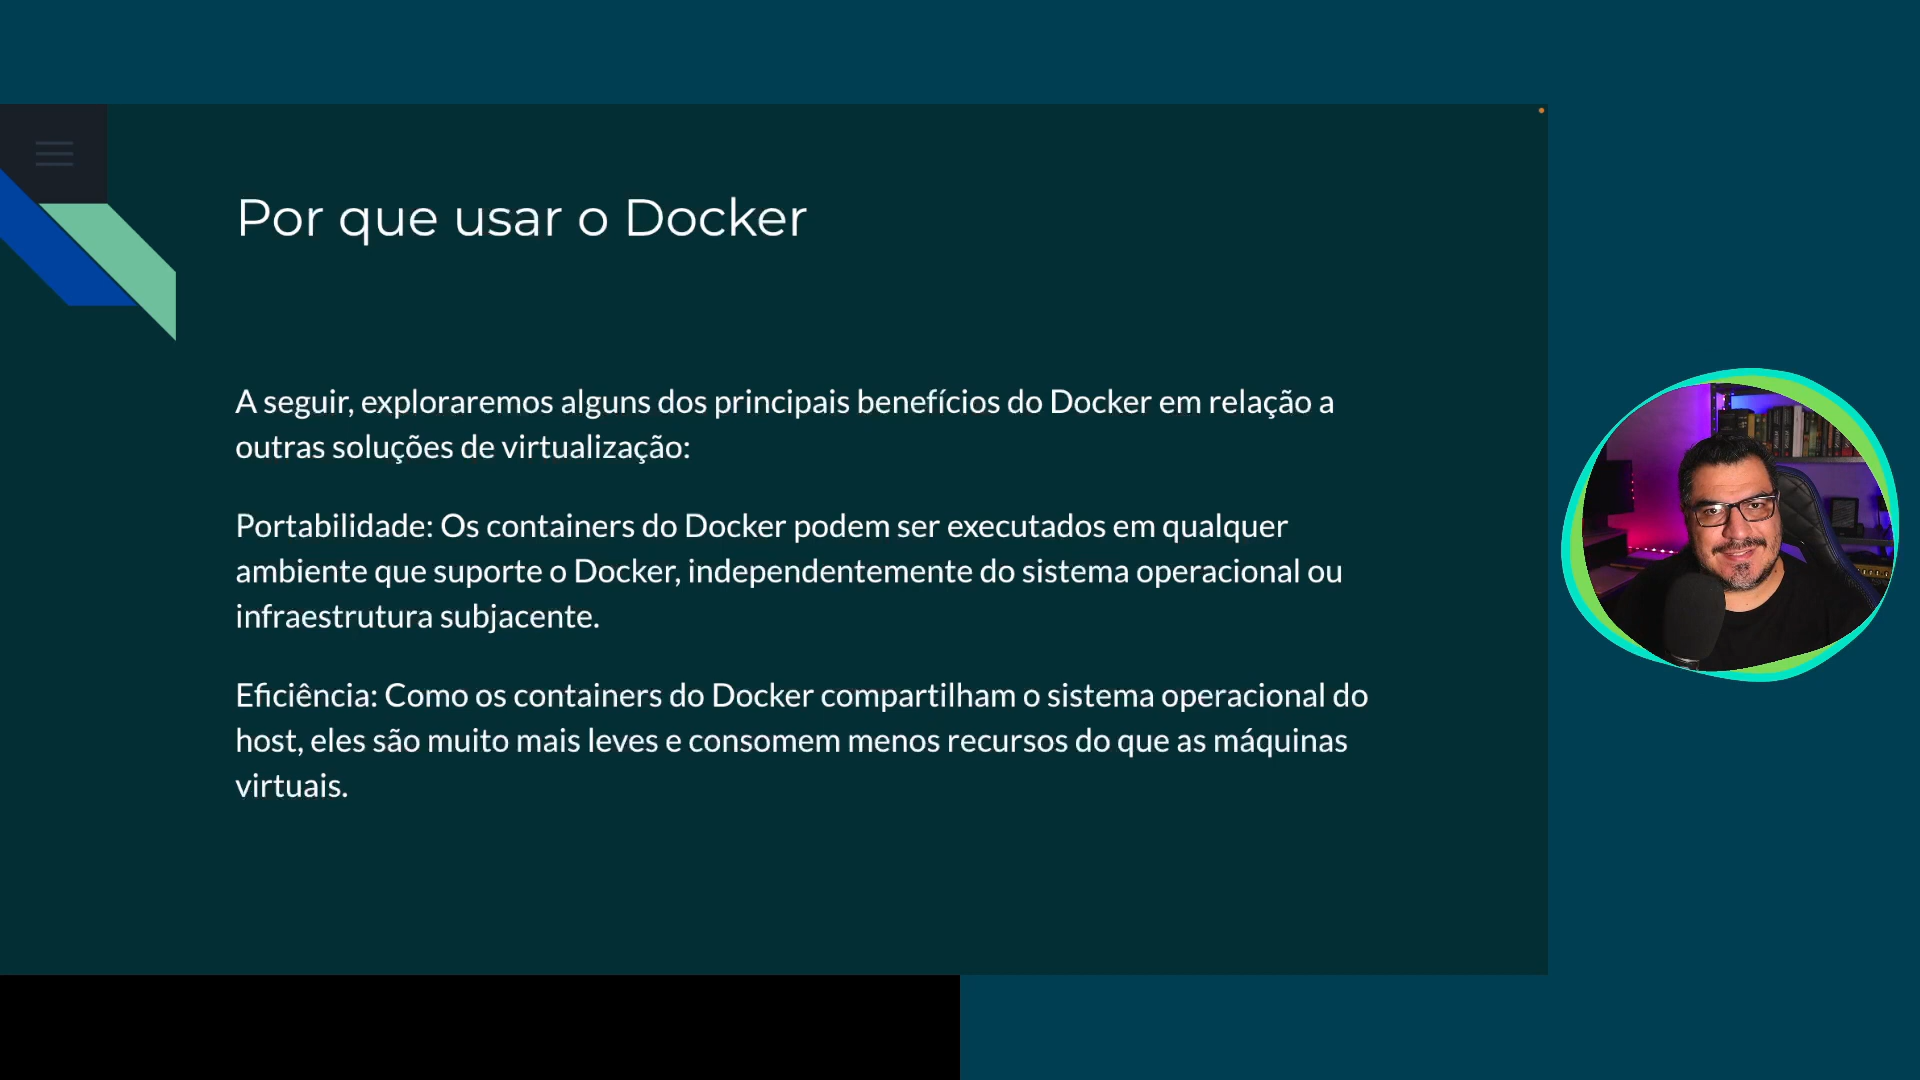 Por que usar o Docker
A seguir, exploraremos alguns dos principais benefícios do Docker em relação a
outras soluções de virtualização:
Portabilidade: Os containers do Docker podem ser executados em qualquer
ambiente que suporte o Docker, independentemente do sistema operacional ou
infraestrutura subjacente.
Eficiência: Como os containers do Docker compartilham o sistema operacional do
host, eles são muito mais leves e consomem menos recursos do que as máquinas
virtuais.